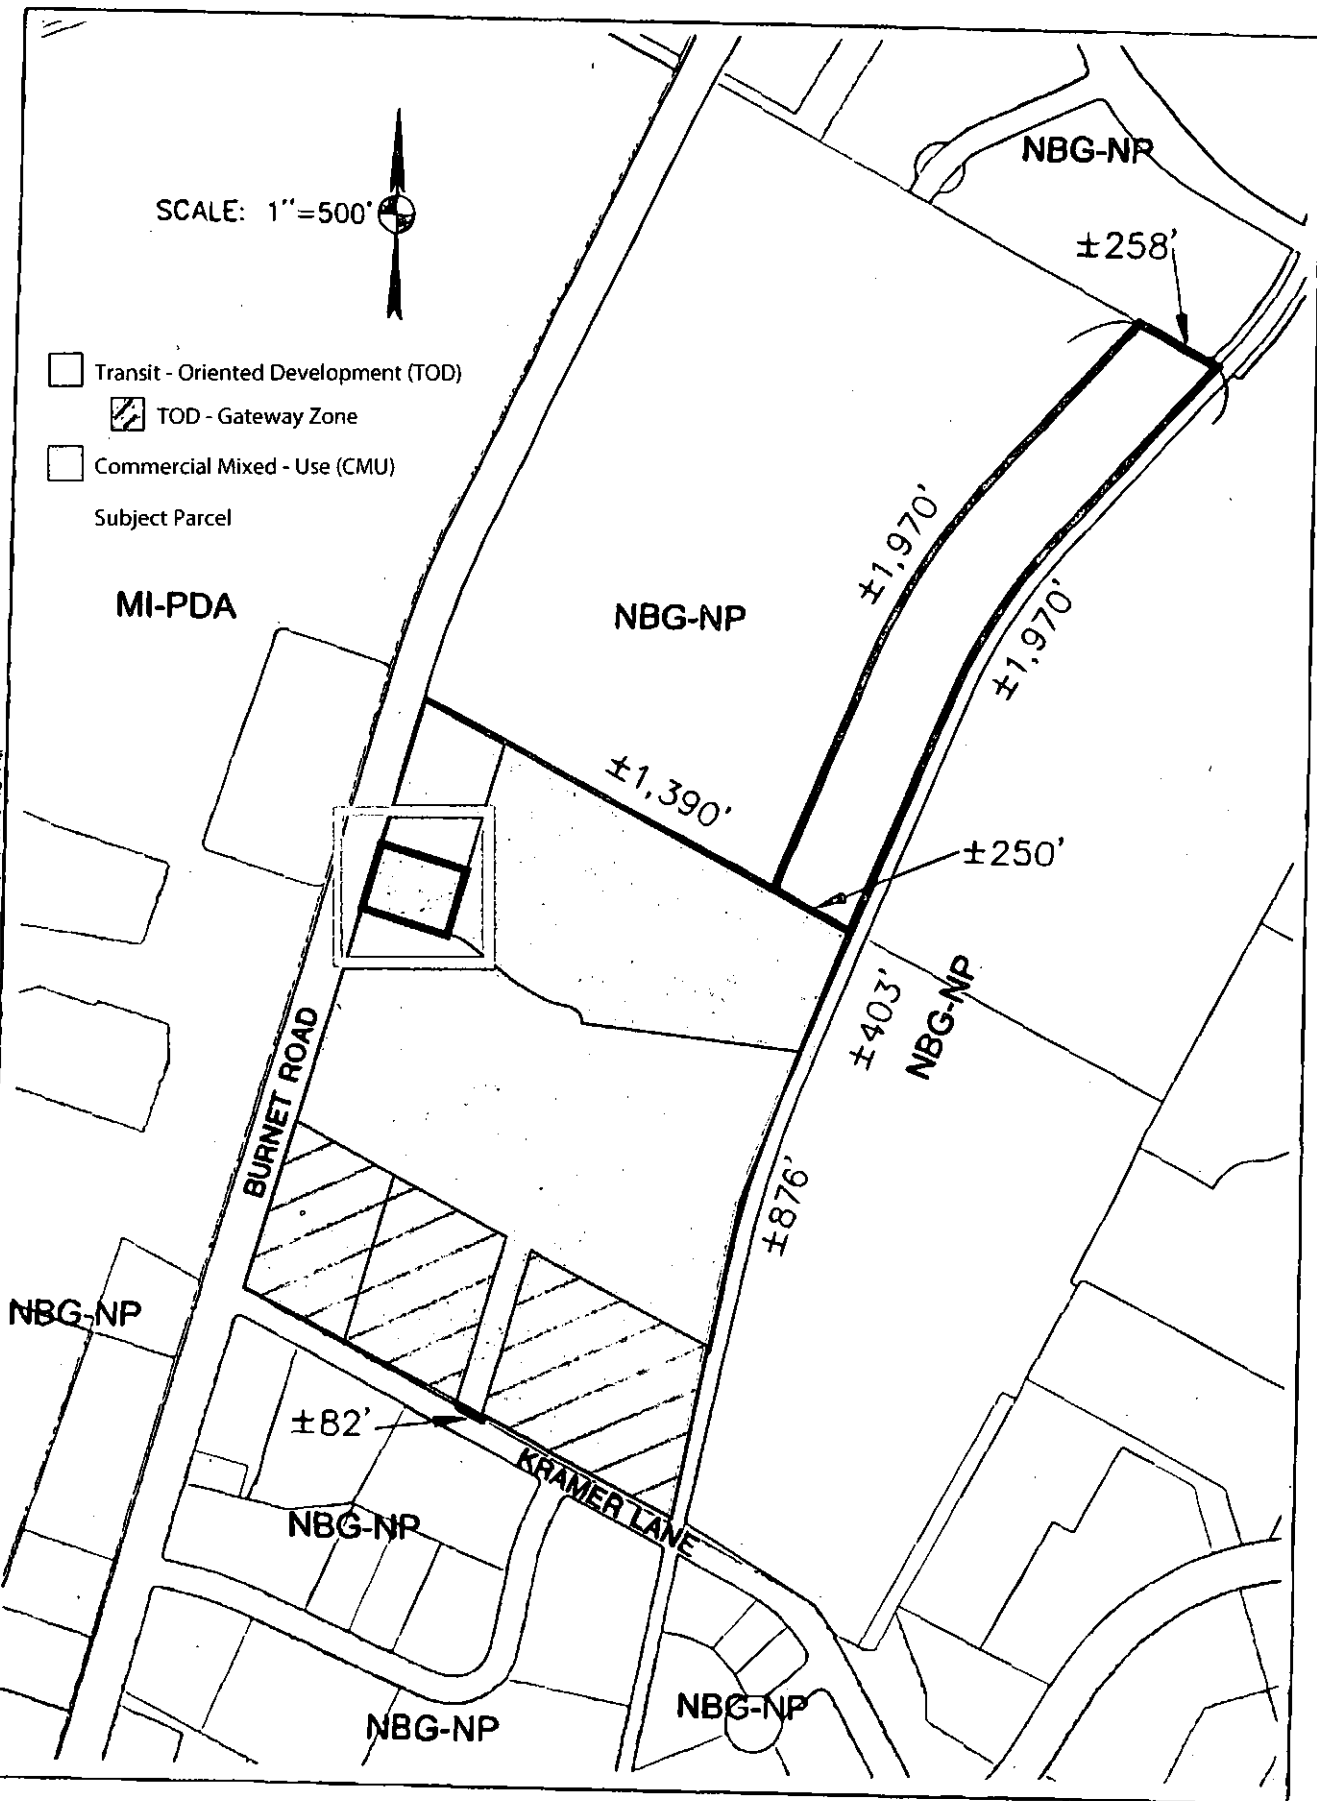 NBG-NP
SCALE: 1"=500'
±258'
Transit - Oriented Development (TOD)
TOD - Gateway Zone
Commercial Mixed - Use (CMU)
Subject Parcel
±1,970'
MI-PDA
NBG-NP
±1,970'
±1,390'
±250'
±403'
NBG-NP
BURNET ROAD
±876'
NBG-NP
±82'
KRAMER LANE
NBG-NP
NBG-NP
NBG-NP